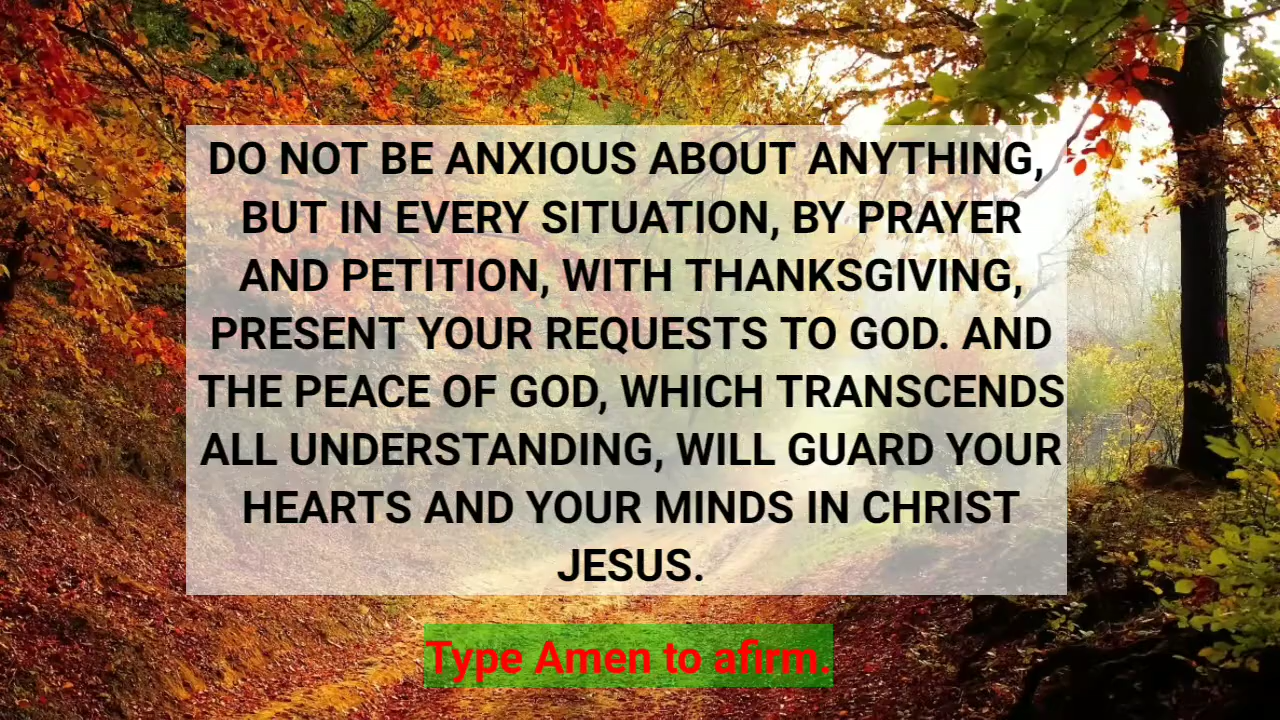 DO NOT BE ANXIOUS ABOUT ANYTHING,
BUT IN EVERY SITUATION, BY PRAYER
AND PETITION, WITH THANKSGIVING,
PRESENT YOUR REQUESTS TO GOD. AND
THE PEACE OF GOD, WHICH TRANSCENDS
ALL UNDERSTANDING, WILL GUARD YOUR
HEARTS AND YOUR MINDS IN CHRIST
JESUS.
Type Amen to afirm.